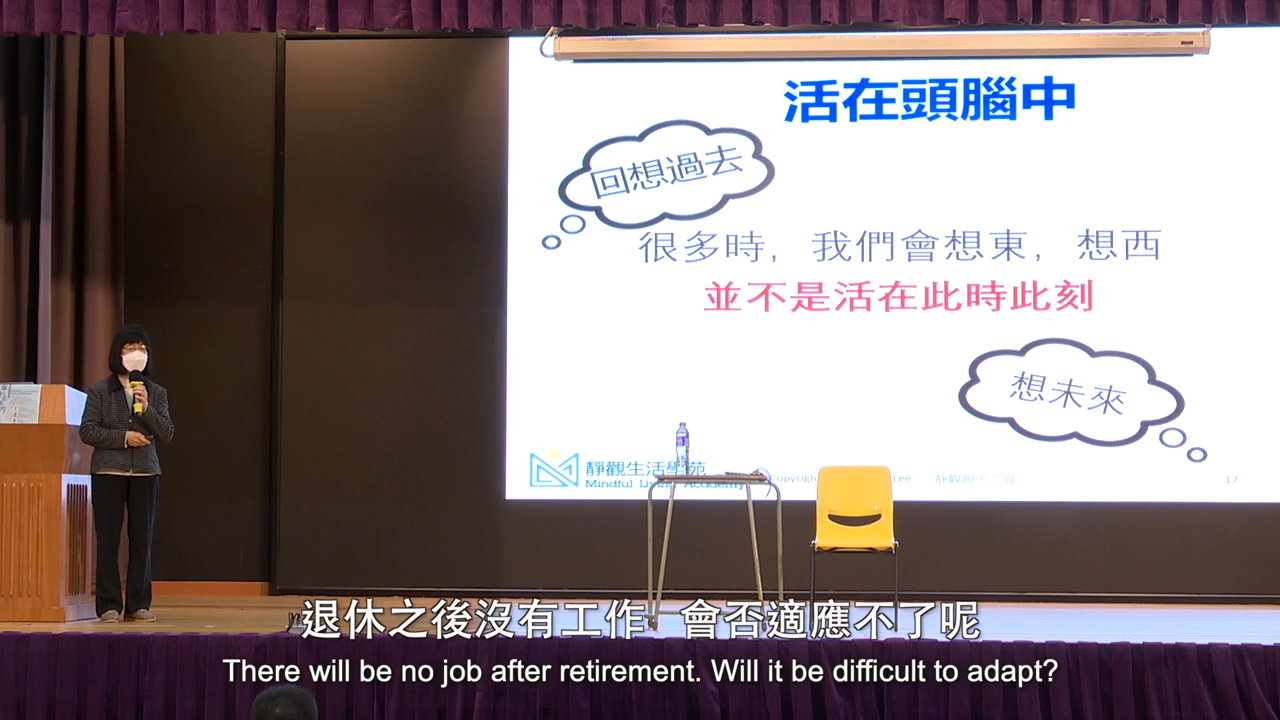 活在頭腦中
回想過去
很多時，我們會想東，想西
並不是活在此時此刻
想未來
靜觀生活學苑
Mindful Living Academy
Lee
17
退休之後沒有工作 會否適應不了呢
There will be no job after retirement. Will it be difficult to adapt?